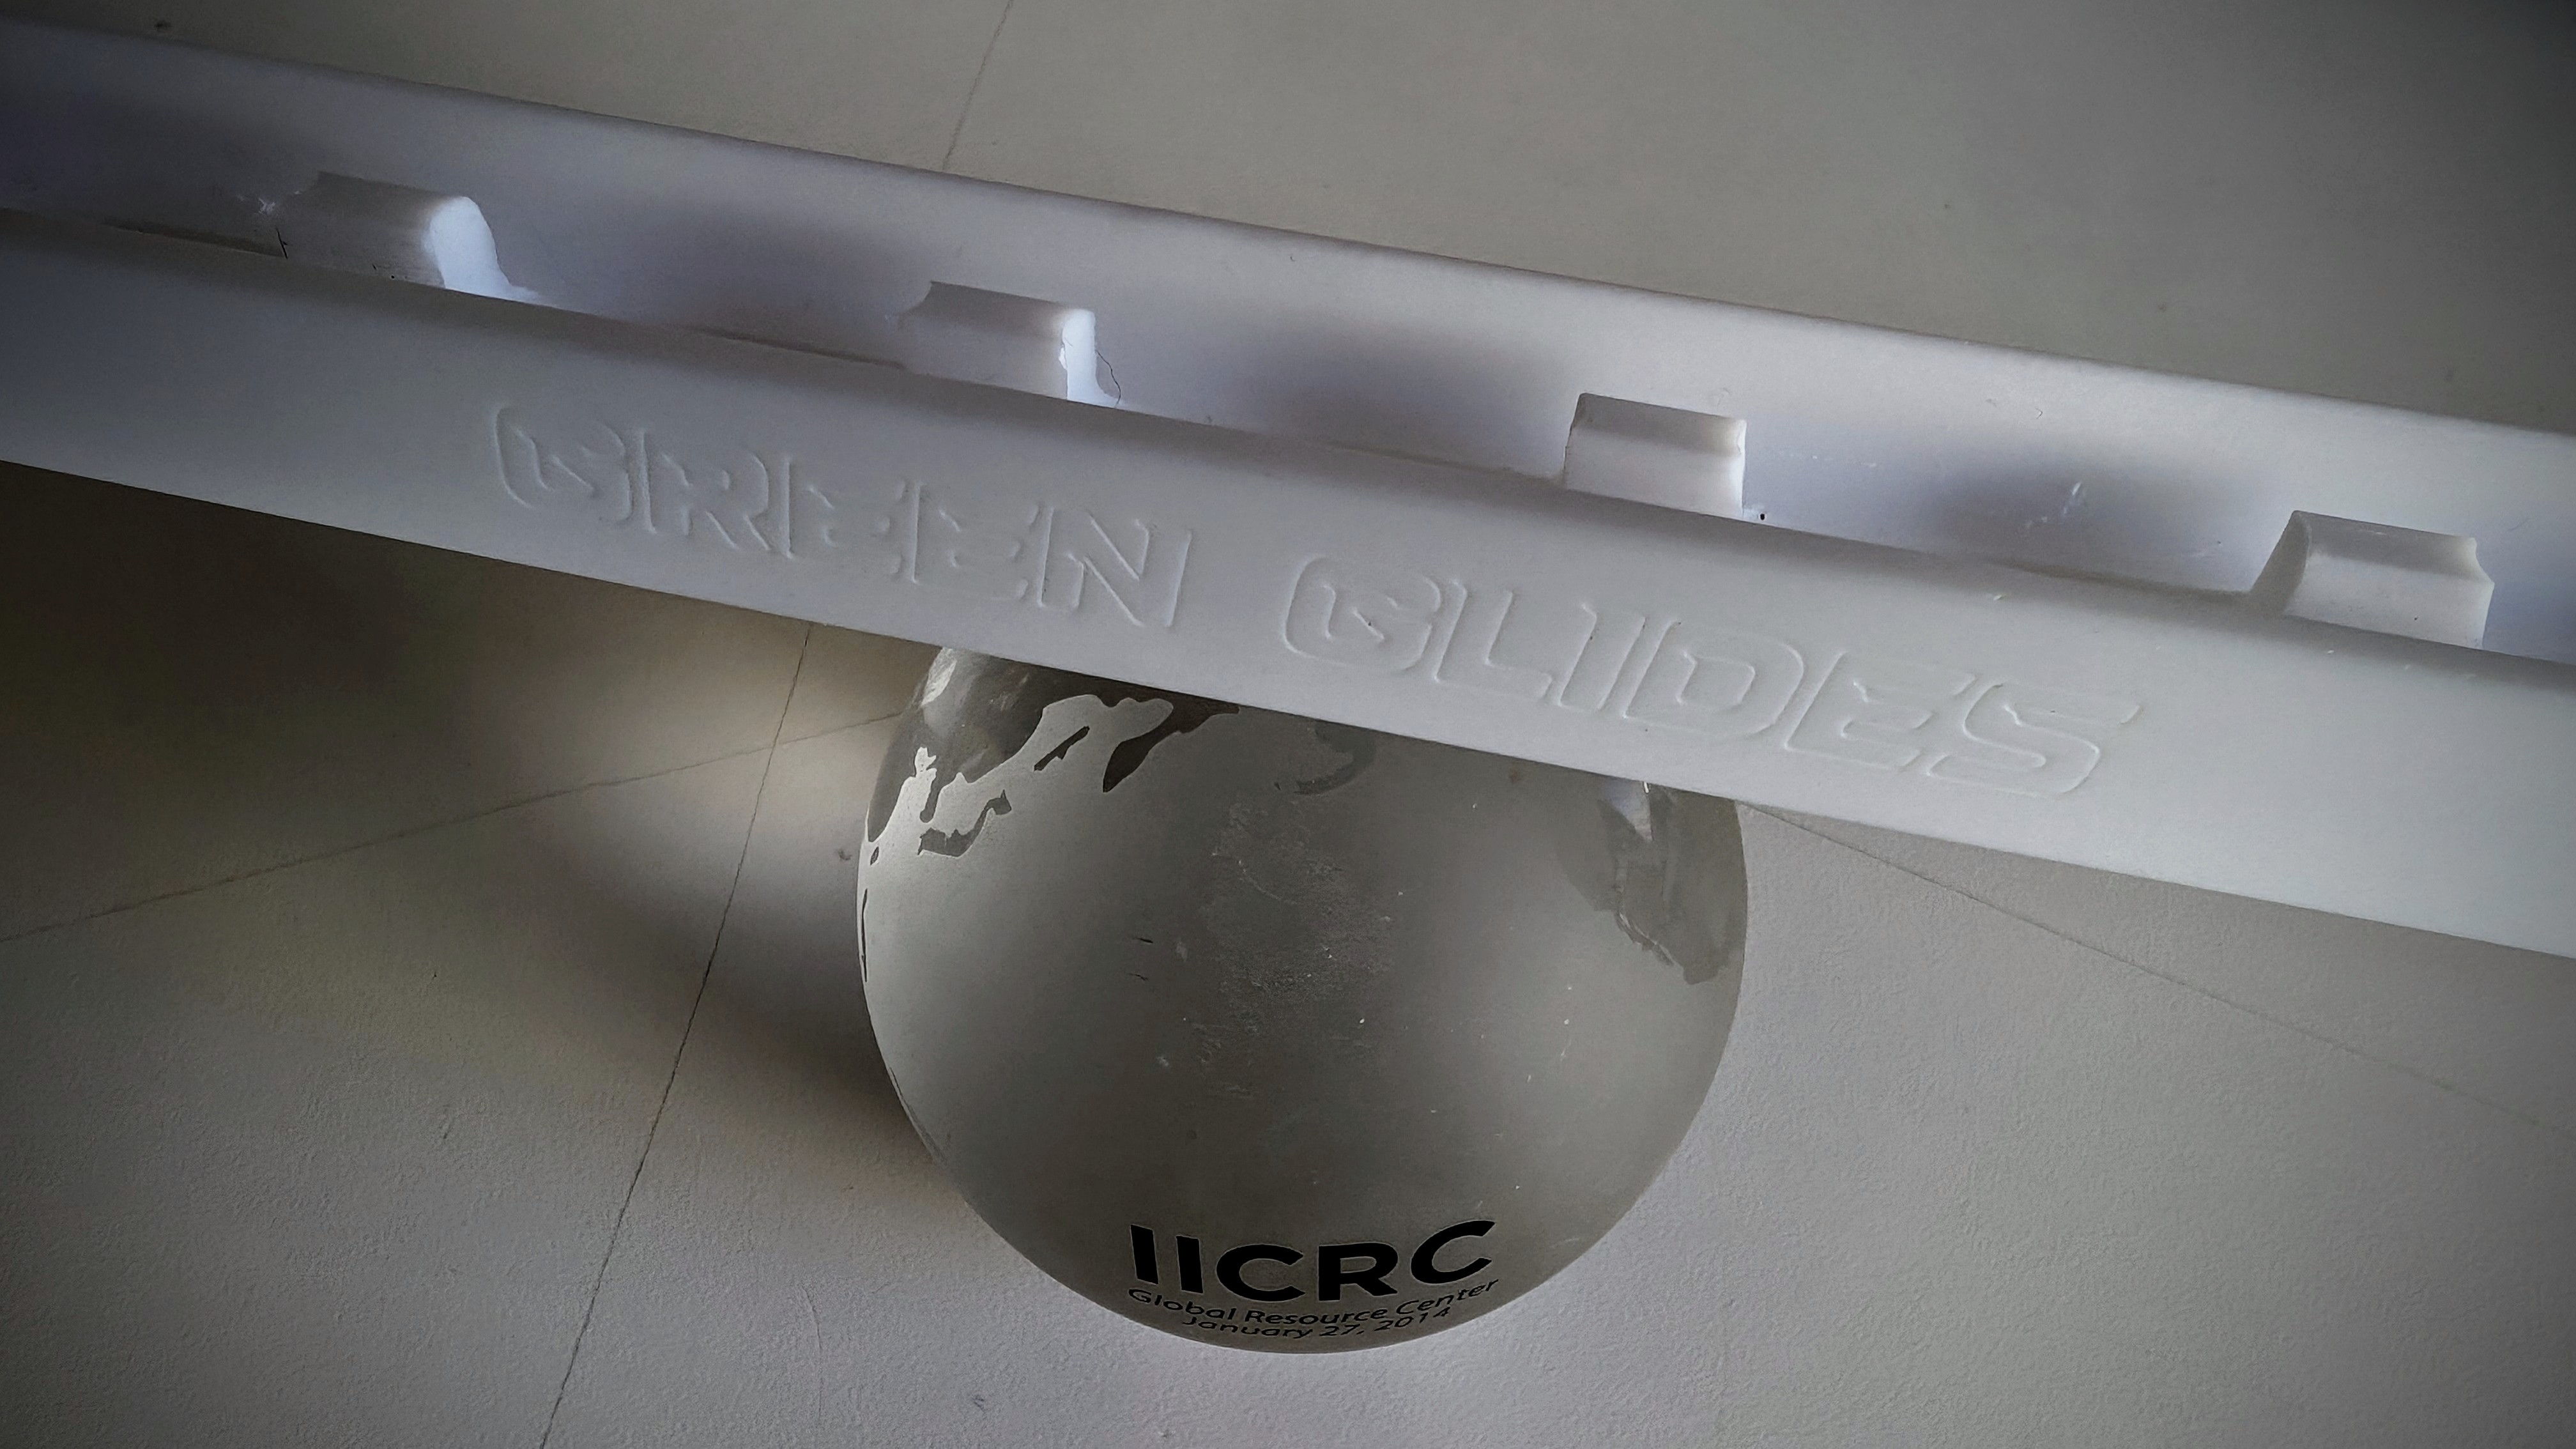 GREEN GLIDES
IICRC
Global Resource Center
January 27, 2014